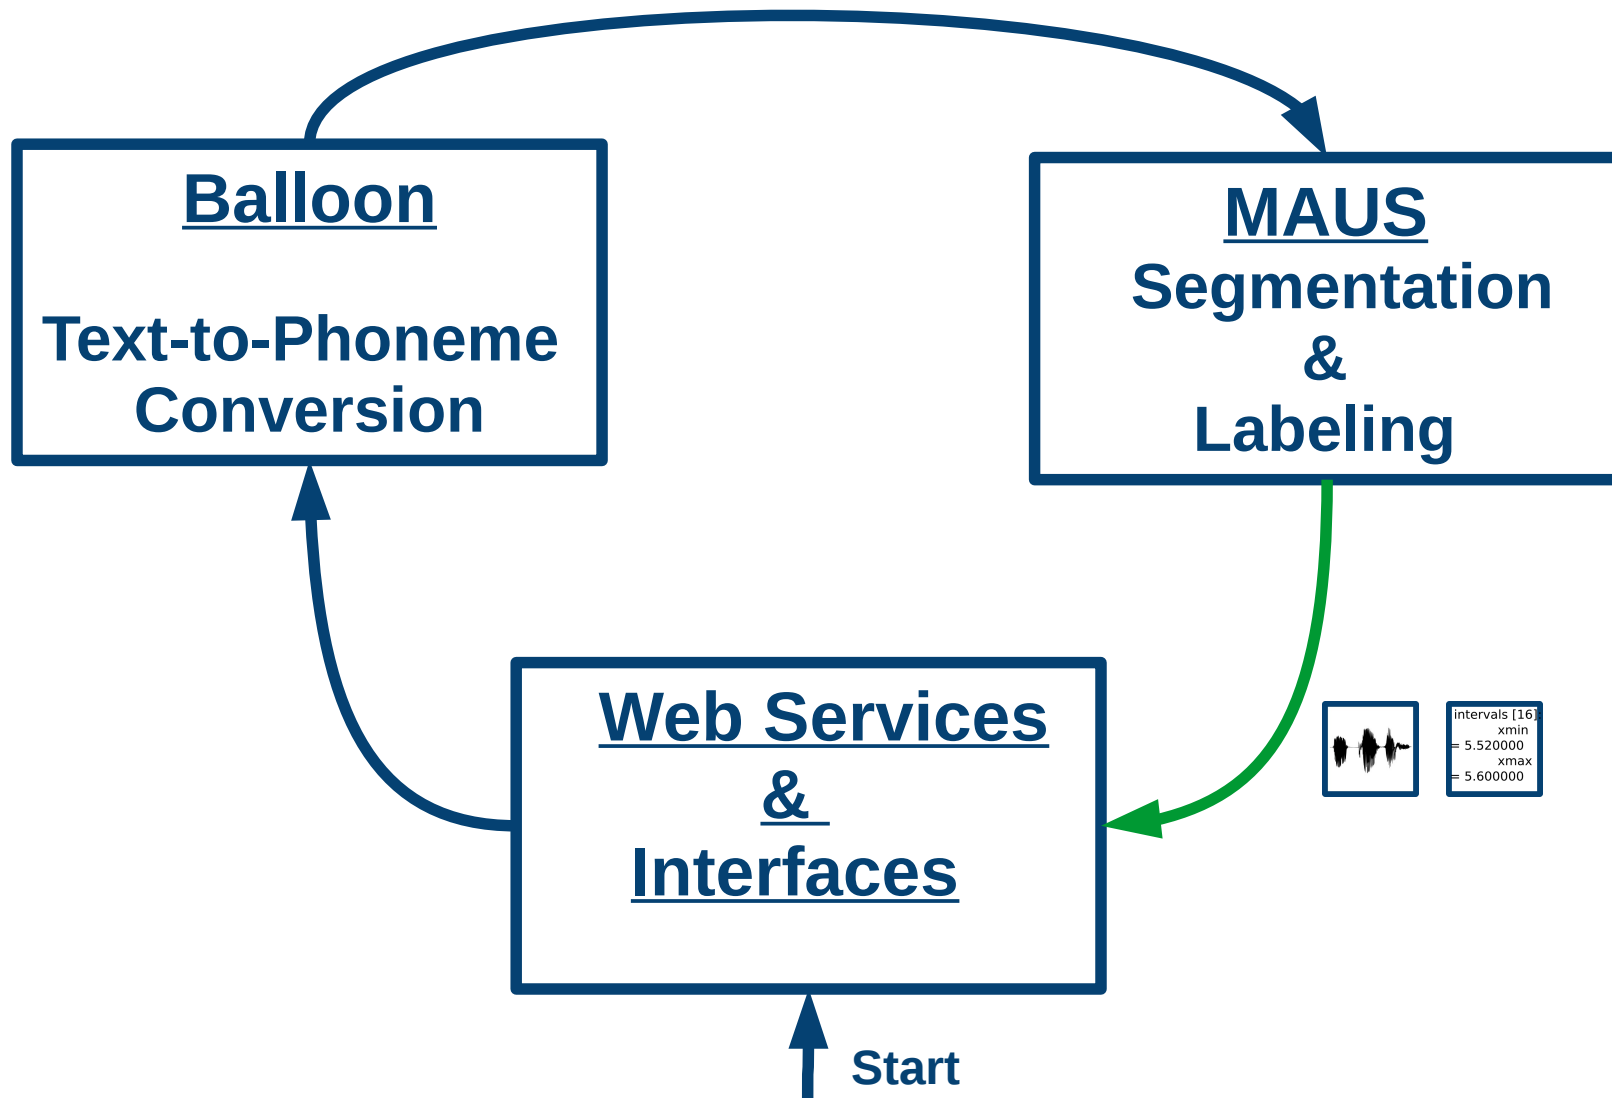 Balloon
Text-to-Phoneme
Conversion
MAUS
Segmentation
&
Labeling
Web Services
&
Interfaces
intervals [16]:
xmin
= 5.520000
xmax
= 5.600000
Start